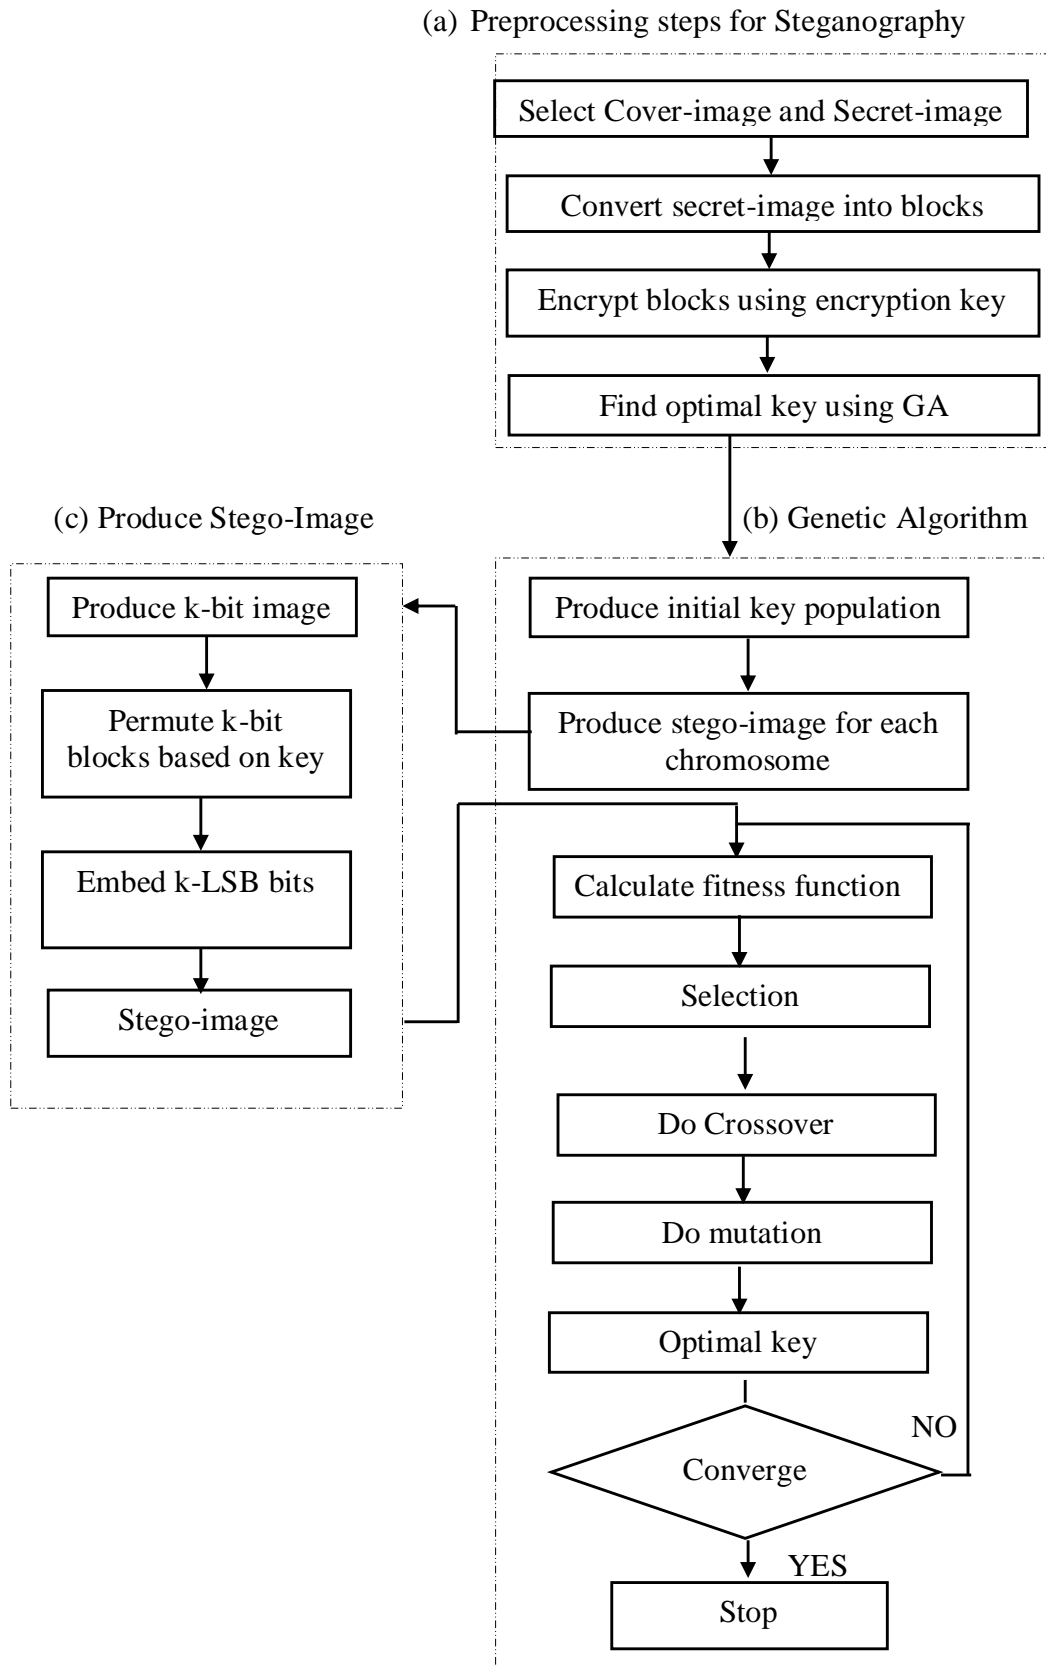 (a) Preprocessing steps for Steganography
Select Cover-image and Secret-image
Convert secret-image into blocks
Encrypt blocks using encryption key
Find optimal key using GA
(c) Produce Stego-Image
Produce k-bit image
Permute k-bit
blocks based on key
Embed k-LSB bits
Stego-image
(b) Genetic Algorithm
Produce initial key population
Produce stego-image for each
chromosome
Calculate fitness function
Selection
Do Crossover
Do mutation
Optimal key
NO
Converge
YES
Stop